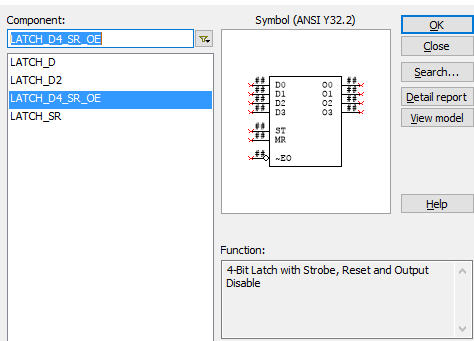 Component:
LATCH_D4_SR_OE
LATCH_D
LATCH_D2
LATCH_D4_SR_OE
LATCH_SR
Symbol (ANSI Y32.2)
## D0 O0 ##
## D1 O1 ##
## D2 O2 ##
## D3 O3 ##
## ST
## MR
## ~EO
Function:
4-Bit Latch with Strobe, Reset and Output
Disable
OK
Close
Search...
Detail report
View model
Help